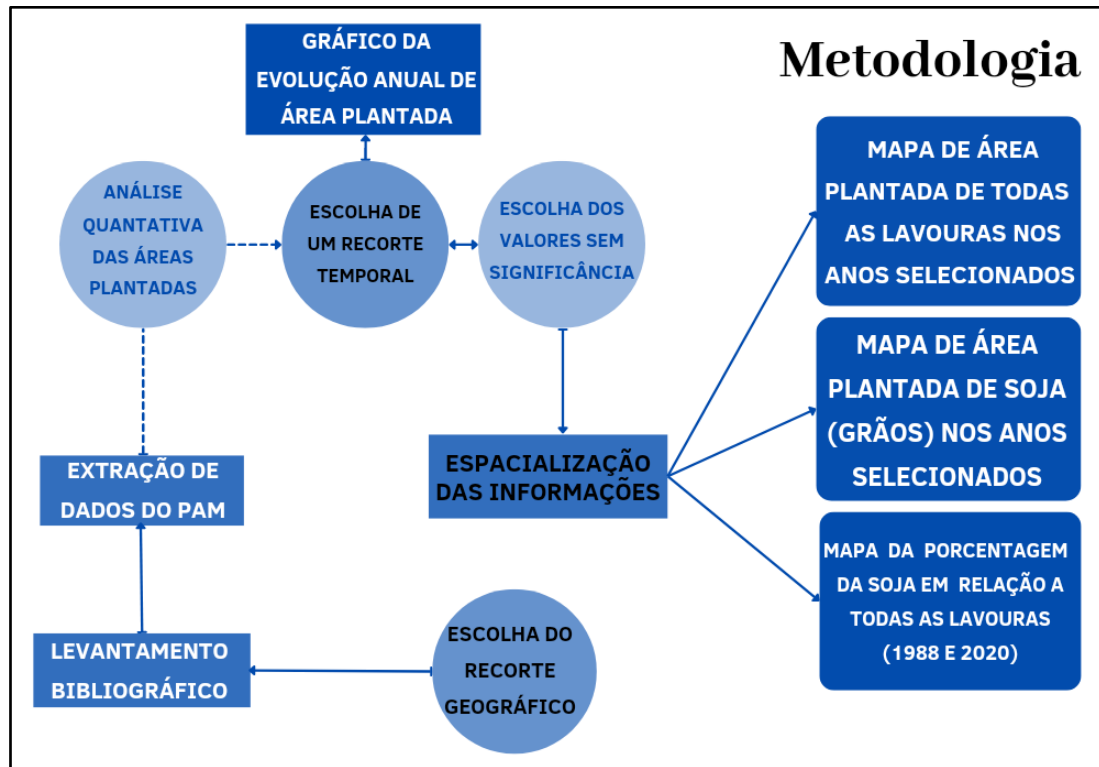 Metodologia
GRÁFICO DA
EVOLUÇÃO ANUAL DE
ÁREA PLANTADA
ANÁLISE
QUANTATIVA
DAS ÁREAS
PLANTADAS
ESCOLHA DE
UM RECORTE
TEMPORAL
ESCOLHA DOS
VALORES SEM
SIGNIFICÂNCIA
MAPA DE ÁREA
PLANTADA DE TODAS
AS LAVOURAS NOS
ANOS SELECIONADOS
MAPA DE ÁREA
PLANTADA DE SOJA
(GRÃOS) NOS ANOS
SELECIONADOS
EXTRAÇÃO DE
DADOS DO PAM
ESPACIALIZAÇÃO
DAS INFORMAÇÕES
MAPA DA PORCENTAGEM
DA SOJA EM RELAÇÃO A
TODAS AS LAVOURAS
(1988 E 2020)
LEVANTAMENTO
BIBLIOGRÁFICO
ESCOLHA DO
RECORTE
GEOGRÁFICO